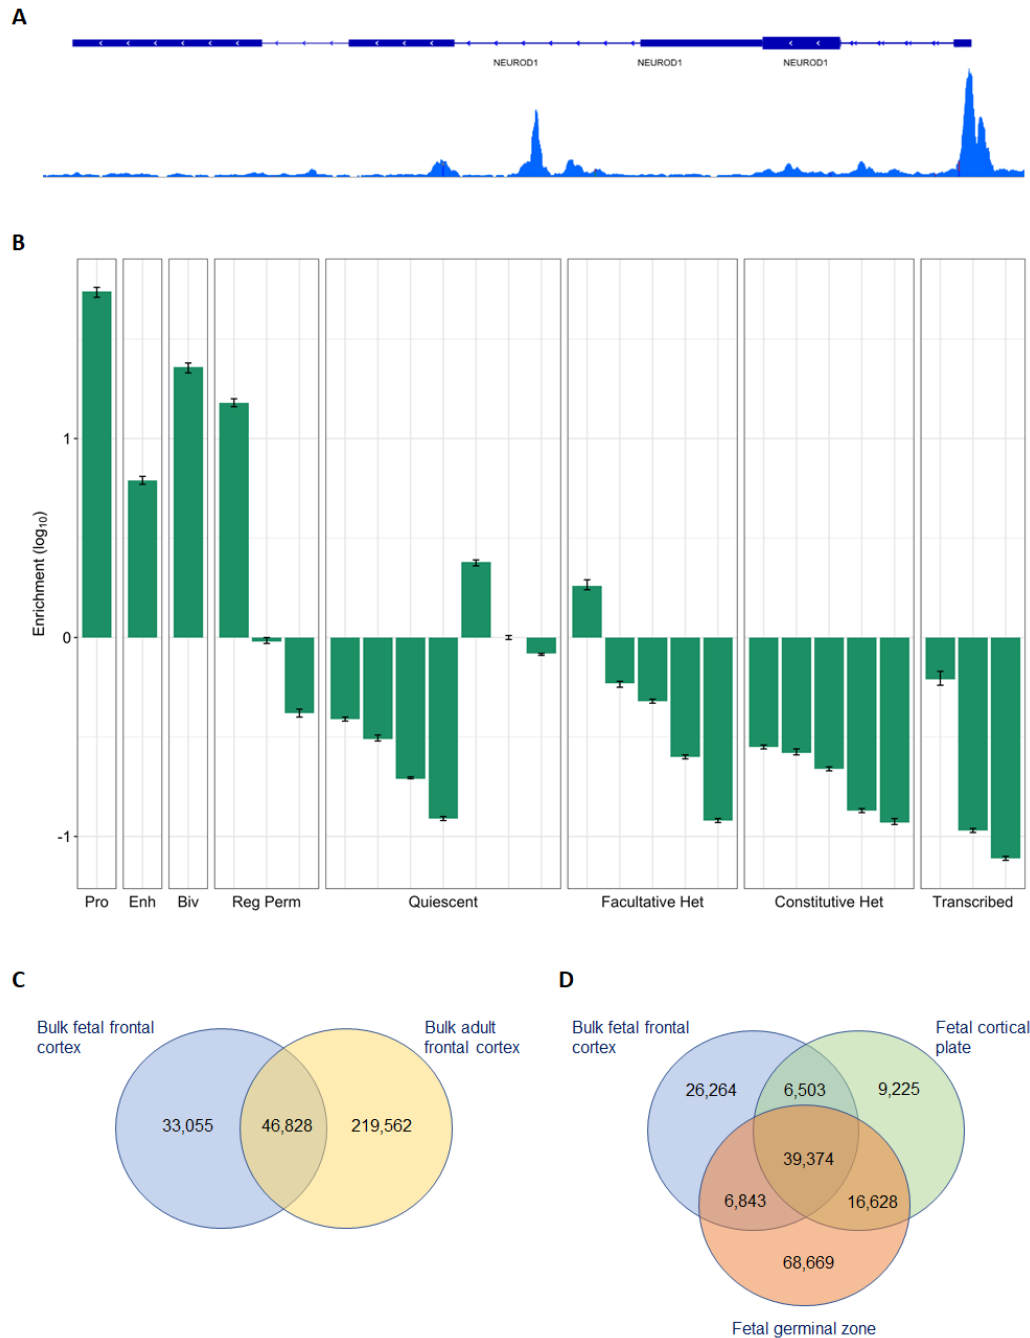 A
NEUROD1 NEUROD1 NEUROD1
B
Enrichment (log10)
1
0
-1
Pro Enh Biv Reg Perm Quiescent Facultative Het Constitutive Het Transcribed
C
Bulk fetal frontal
cortex
Bulk adult
frontal cortex
33,055 46,828 219,562
D
Bulk fetal frontal
cortex
Fetal cortical
plate
26,264 6,503 9,225
39,374
6,843 16,628
68,669
Fetal germinal zone